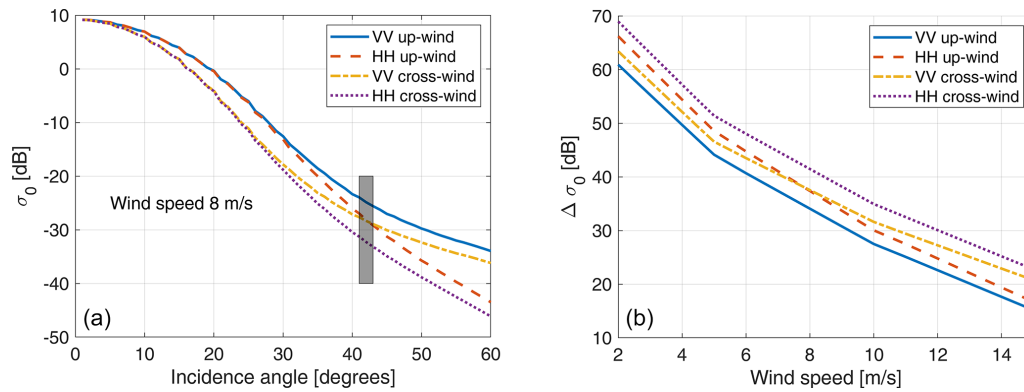 10
0
-10
-20
-30
-40
-50
σ0 [dB]
VV up-wind
HH up-wind
VV cross-wind
HH cross-wind
Wind speed 8 m/s
(a)
0 10 20 30 40 50 60
Incidence angle [degrees]
70
60
50
40
30
20
10
Δ σ0 [dB]
VV up-wind
HH up-wind
VV cross-wind
HH cross-wind
(b)
2 4 6 8 10 12 14
Wind speed [m/s]